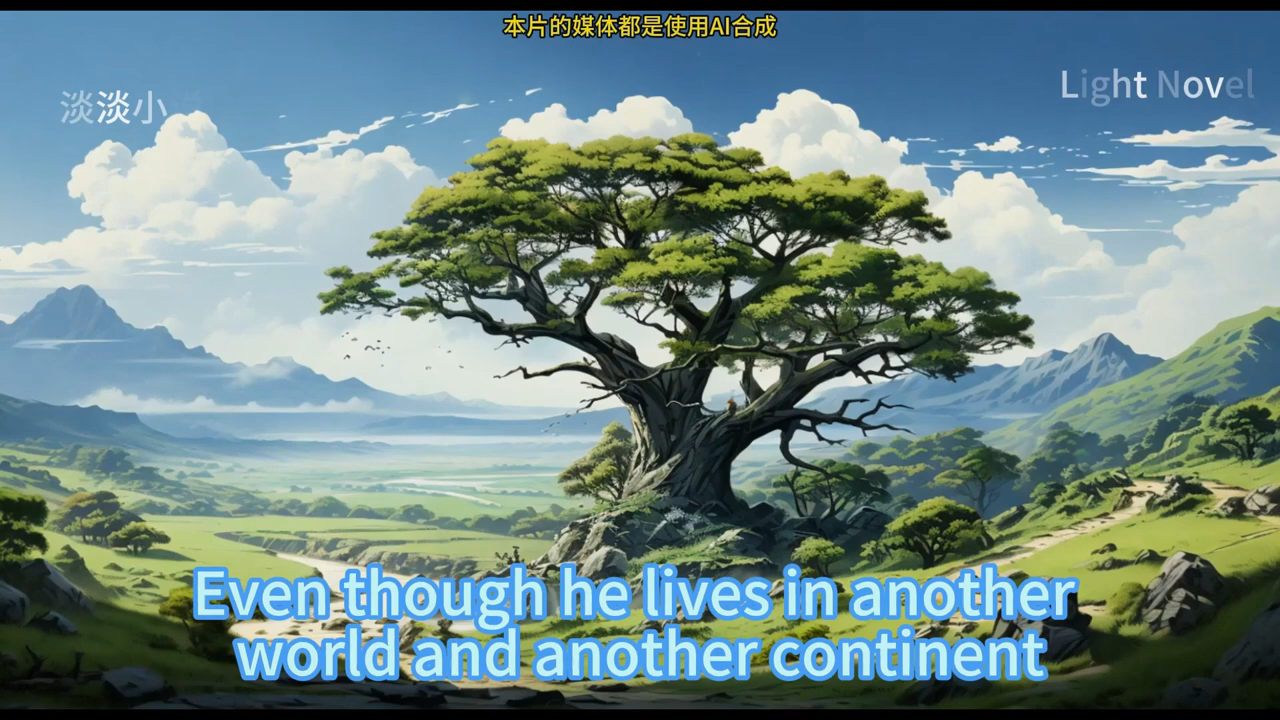 本片的媒体都是使用AI合成
淡淡小
Light Novel
Even though he lives in another
world and another continent